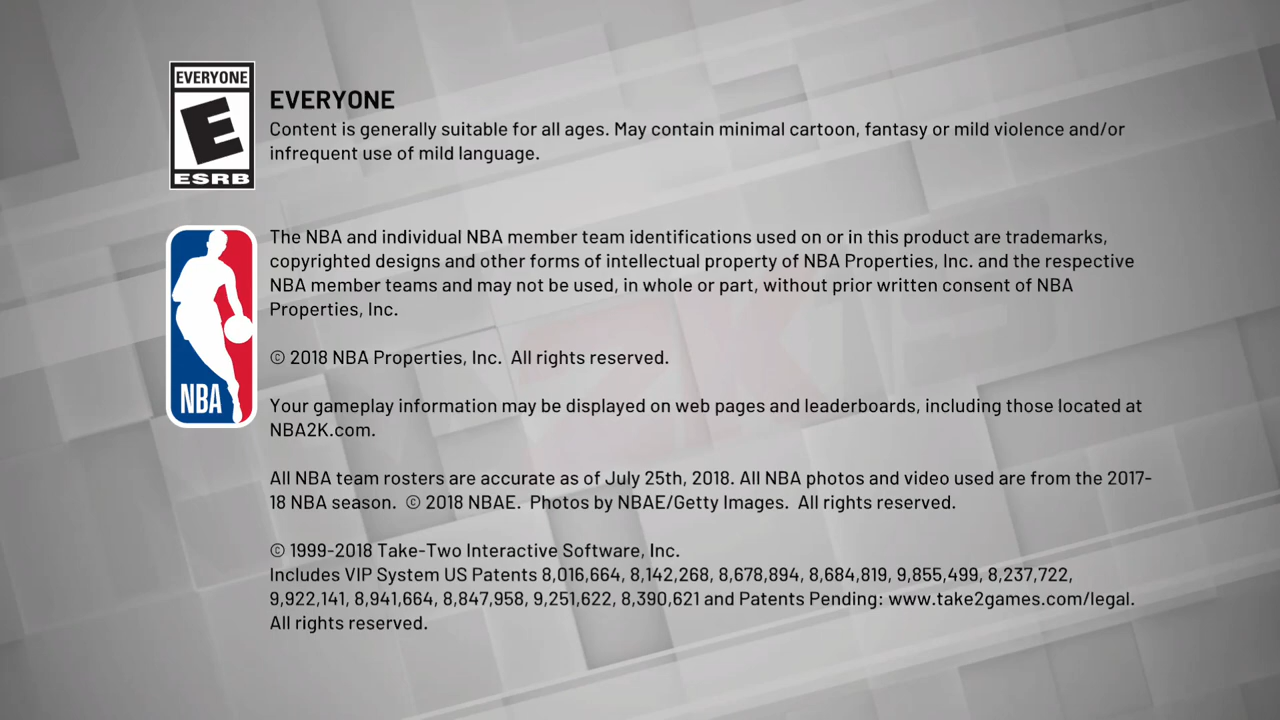 EVERYONE
E
ESRB
EVERYONE
Content is generally suitable for all ages. May contain minimal cartoon, fantasy or mild violence and/or
infrequent use of mild language.
NBA
The NBA and individual NBA member team identifications used on or in this product are trademarks,
copyrighted designs and other forms of intellectual property of NBA Properties, Inc. and the respective
NBA member teams and may not be used, in whole or part, without prior written consent of NBA
Properties, Inc.
© 2018 NBA Properties, Inc.  All rights reserved.
Your gameplay information may be displayed on web pages and leaderboards, including those located at
NBA2K.com.
All NBA team rosters are accurate as of July 25th, 2018. All NBA photos and video used are from the 2017-
18 NBA season.  © 2018 NBAE.  Photos by NBAE/Getty Images.  All rights reserved.
© 1999-2018 Take-Two Interactive Software, Inc.
Includes VIP System US Patents 8,016,664, 8,142,268, 8,678,894, 8,684,819, 9,855,499, 8,237,722,
9,922,141, 8,941,664, 8,847,958, 9,251,622, 8,390,621 and Patents Pending: www.take2games.com/legal.
All rights reserved.
2K19